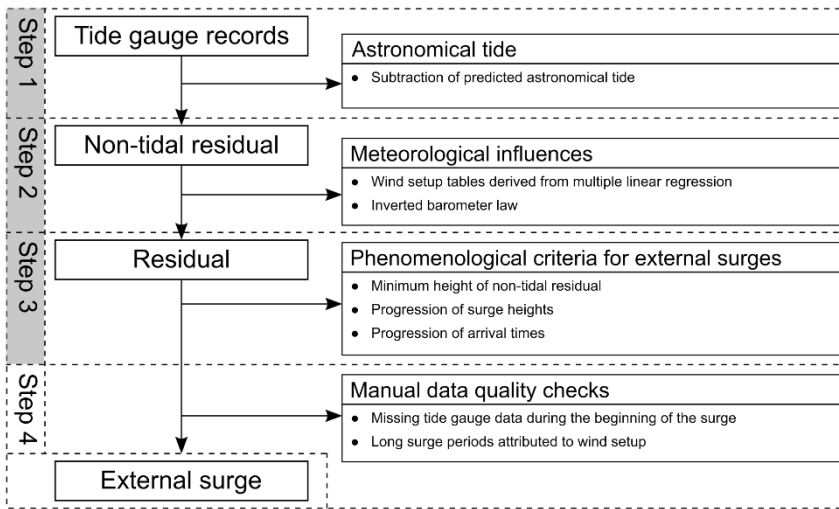 Step 1
Tide gauge records
Astronomical tide
● Subtraction of predicted astronomical tide
Step 2
Non-tidal residual
Meteorological influences
● Wind setup tables derived from multiple linear regression
● Inverted barometer law
Step 3
Residual
Phenomenological criteria for external surges
● Minimum height of non-tidal residual
● Progression of surge heights
● Progression of arrival times
Step 4
Manual data quality checks
● Missing tide gauge data during the beginning of the surge
● Long surge periods attributed to wind setup
External surge